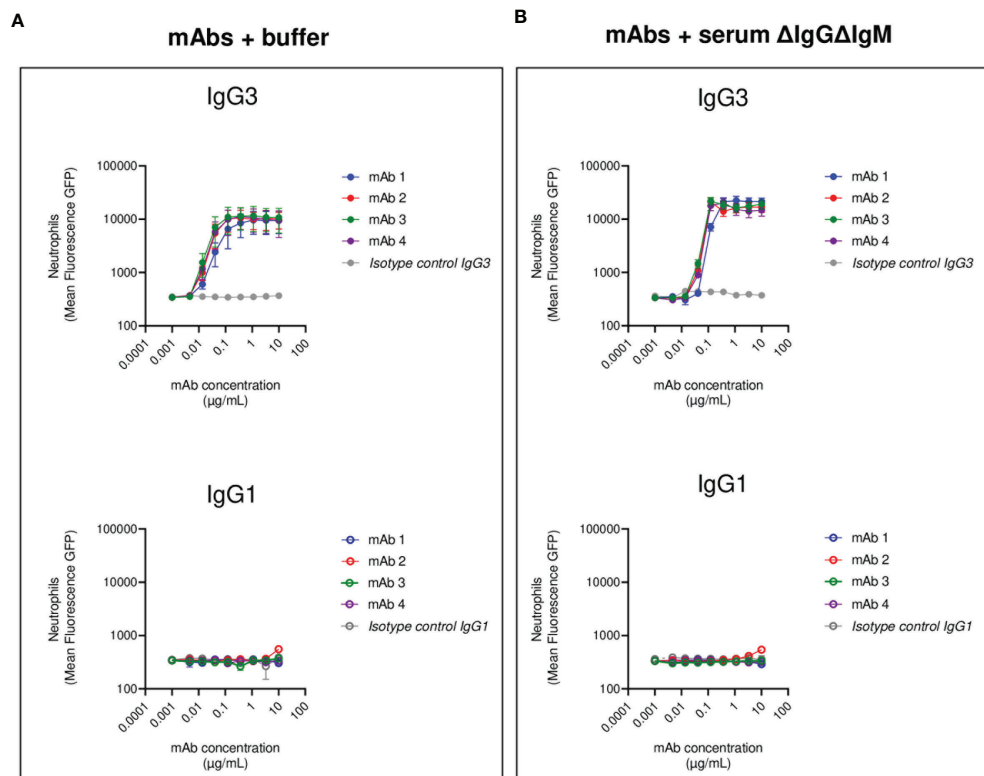 A
mAbs + buffer
IgG3
Neutrophils
(Mean Fluorescence GFP)
100000
10000
1000
100
0.0001
0.001
0.01
0.1
1
10
100
mAb concentration
(µg/mL)
mAb 1
mAb 2
mAb 3
mAb 4
Isotype control IgG3
IgG1
Neutrophils
(Mean Fluorescence GFP)
100000
10000
1000
100
0.0001
0.001
0.01
0.1
1
10
100
mAb concentration
(µg/mL)
mAb 1
mAb 2
mAb 3
mAb 4
Isotype control IgG1
B
mAbs + serum ΔIgGΔIgM
IgG3
Neutrophils
(Mean Fluorescence GFP)
100000
10000
1000
100
0.0001
0.001
0.01
0.1
1
10
100
mAb concentration
(µg/mL)
mAb 1
mAb 2
mAb 3
mAb 4
Isotype control IgG3
IgG1
Neutrophils
(Mean Fluorescence GFP)
100000
10000
1000
100
0.0001
0.001
0.01
0.1
1
10
100
mAb concentration
(µg/mL)
mAb 1
mAb 2
mAb 3
mAb 4
Isotype control IgG1